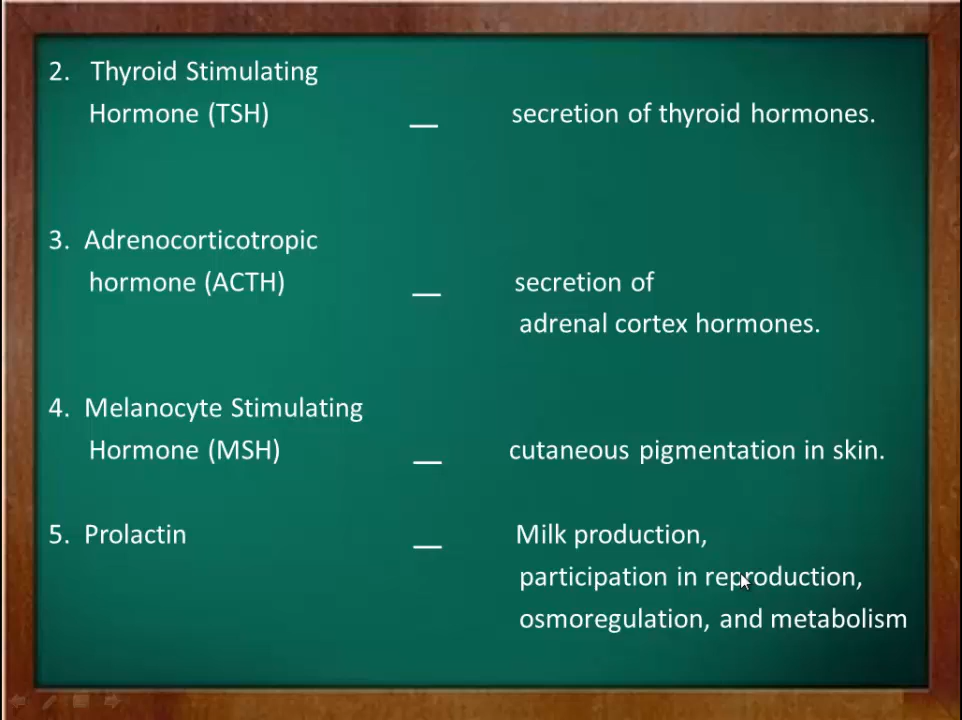 2. Thyroid Stimulating
Hormone (TSH) — secretion of thyroid hormones.
3. Adrenocorticotropic
hormone (ACTH) — secretion of
adrenal cortex hormones.
4. Melanocyte Stimulating
Hormone (MSH) — cutaneous pigmentation in skin.
5. Prolactin — Milk production,
participation in reproduction,
osmoregulation, and metabolism